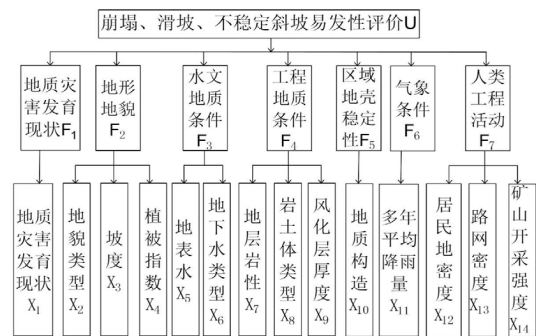 崩塌、滑坡、不稳定斜坡易发性评价U
地质灾害发育现状F1
地形地貌F2
水文地质条件F3
工程地质条件F4
区域地壳稳定性F5
气象条件F6
人类工程活动F7
地质灾害发育现状X1
地貌类型X2
坡度X3
植被指数X4
地表水X5
地下水类型X6
地层岩性X7
岩土体类型X8
风化层厚度X9
地质构造X10
多年平均降雨量X11
居民地密度X12
路网密度X13
矿山开采强度X14